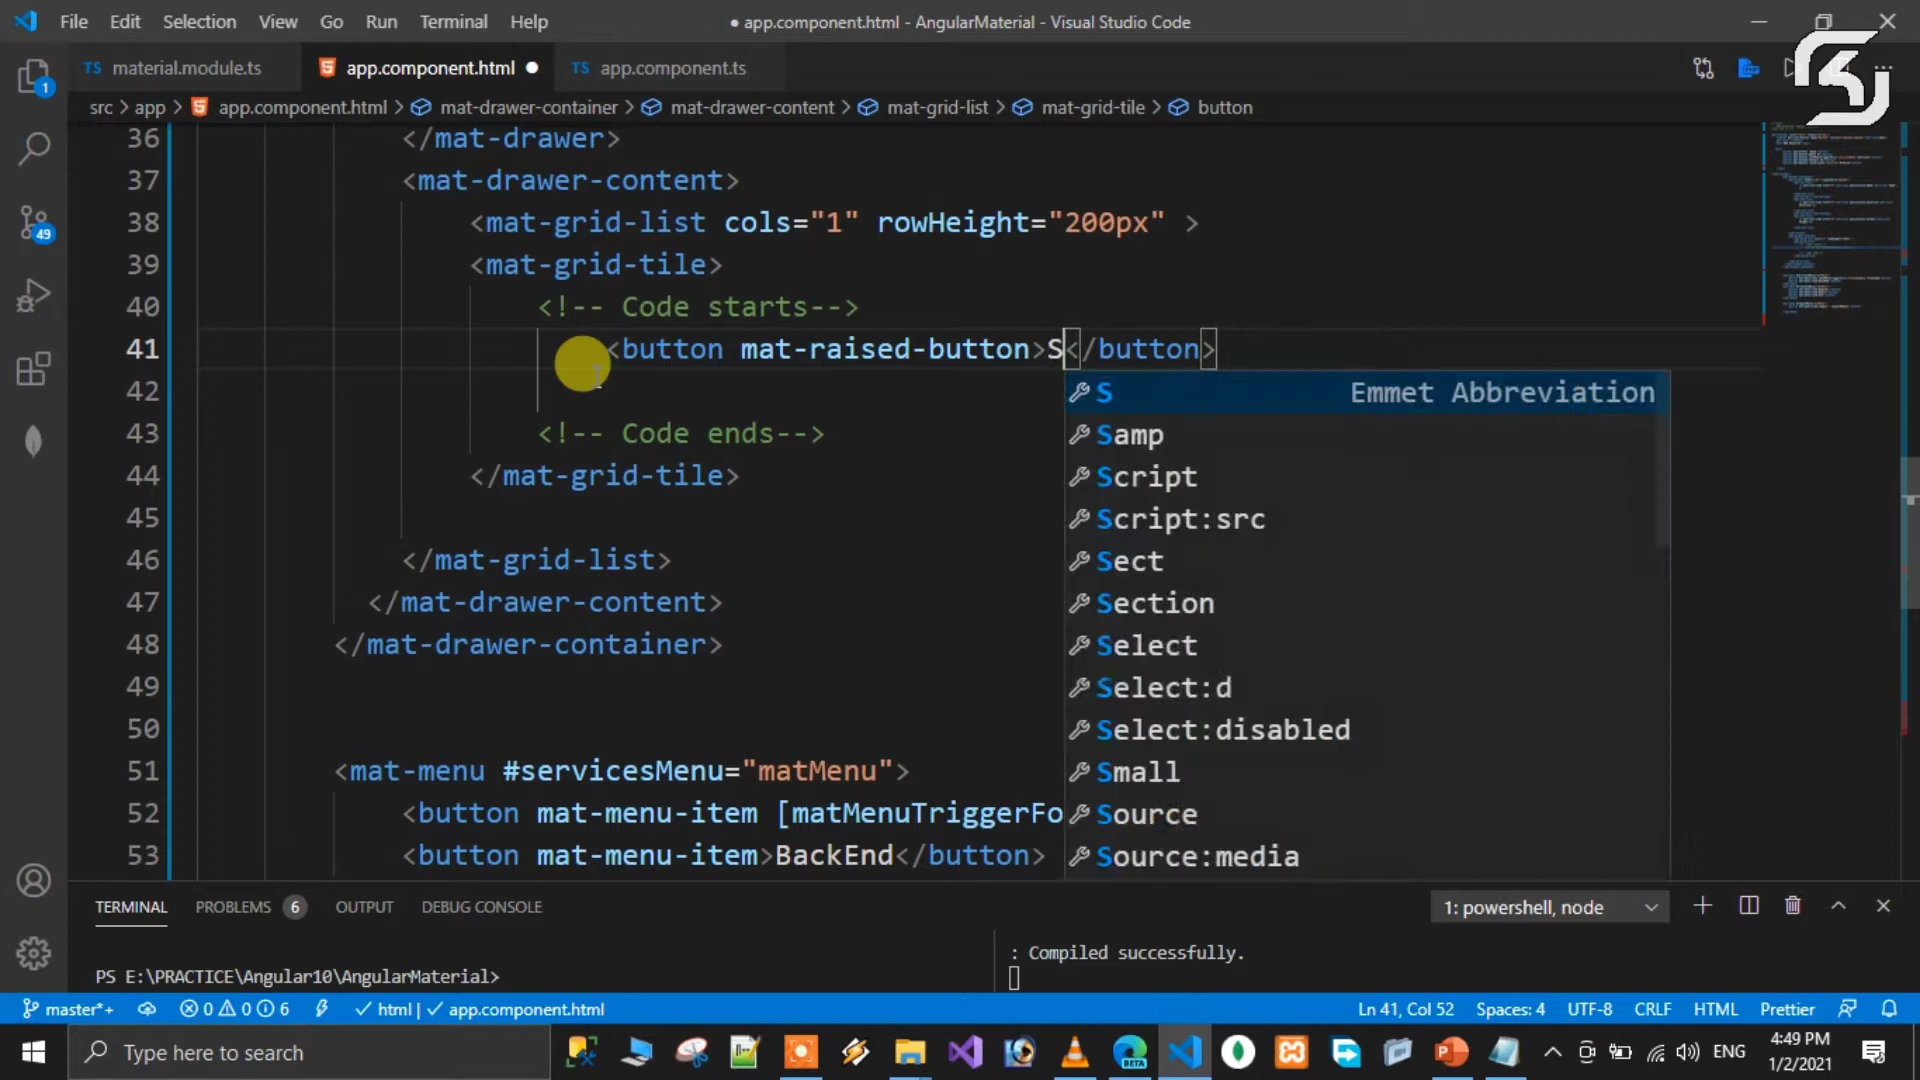 File Edit Selection View Go Run Terminal Help
● app.component.html - AngularMaterial - Visual Studio Code
TS material.module.ts
app.component.html ●
TS app.component.ts
src > app > app.component.html > mat-drawer-container > mat-drawer-content > mat-grid-list > mat-grid-tile > button
36 </mat-drawer>
37 <mat-drawer-content>
38 <mat-grid-list cols="1" rowHeight="200px" >
39 <mat-grid-tile>
40 <!-- Code starts-->
41 <button mat-raised-button>S</button>
42
43 <!-- Code ends-->
44 </mat-grid-tile>
45
46 </mat-grid-list>
47 </mat-drawer-content>
48 </mat-drawer-container>
49
50
51 <mat-menu #servicesMenu="matMenu">
52 <button mat-menu-item [matMenuTriggerFo
53 <button mat-menu-item>BackEnd</button>
S Emmet Abbreviation
Samp
Script
Script:src
Sect
Section
Select
Select:d
Select:disabled
Small
Source
Source:media
1
49
TERMINAL PROBLEMS 6 OUTPUT DEBUG CONSOLE
1: powershell, node
PS E:\PRACTICE\Angular10\AngularMaterial>
: Compiled successfully.
master*+ 0 0 6 html | app.component.html
Ln 41, Col 52 Spaces: 4 UTF-8 CRLF HTML Prettier
Type here to search
BETA
ENG
4:49 PM
1/2/2021